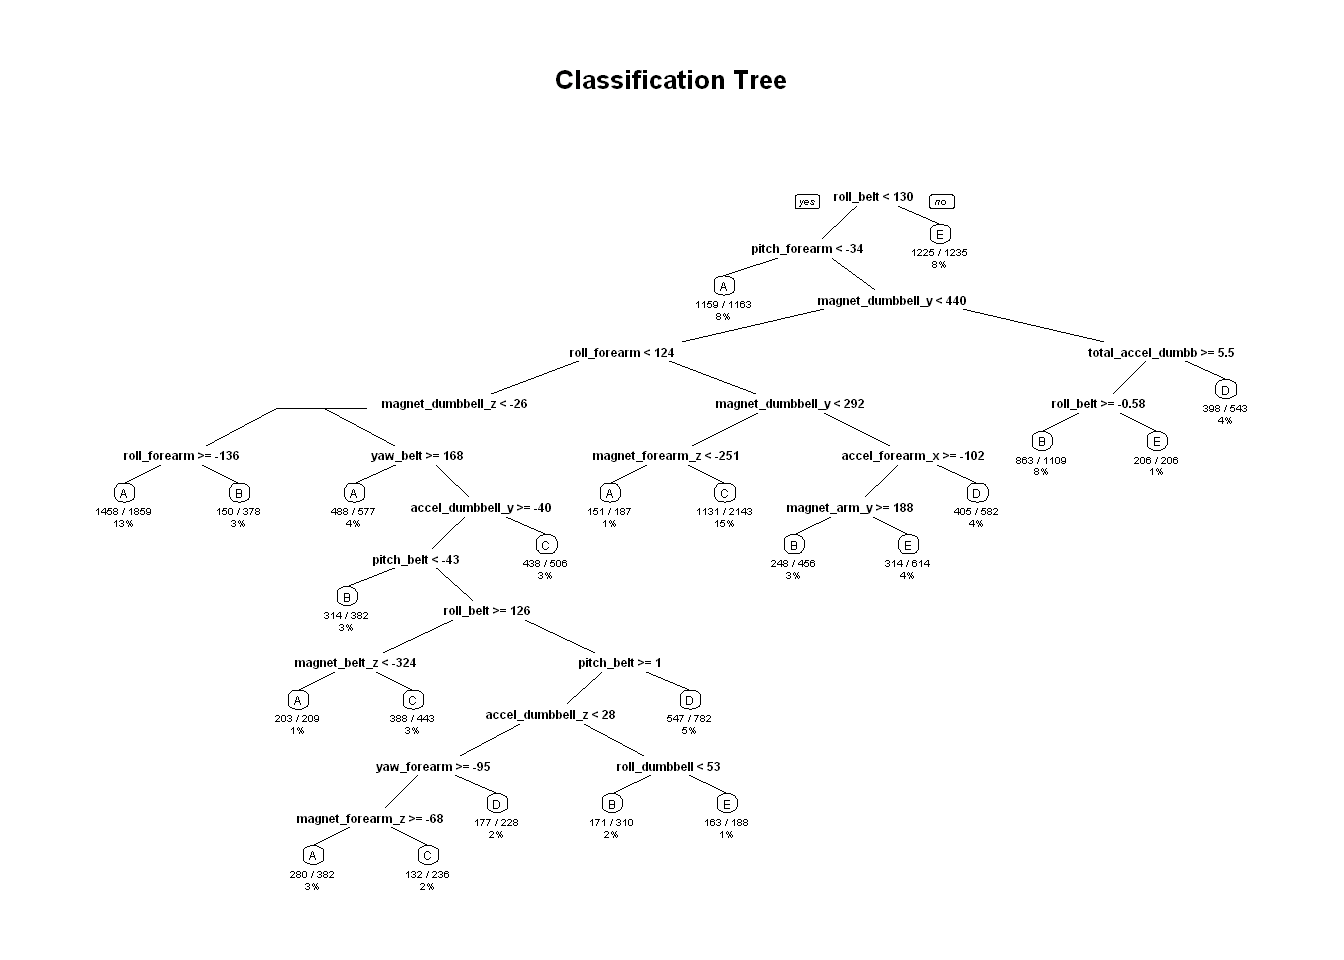 Classification Tree
yes
roll_belt < 130
no
pitch_forearm < -34
E
1225 / 1235
8%
A
1159 / 1163
8%
magnet_dumbbell_y < 440
roll_forearm < 124
total_accel_dumbb >= 5.5
magnet_dumbbell_z < -26
magnet_dumbbell_y < 292
roll_belt >= -0.58
D
398 / 543
4%
roll_forearm >= -136
yaw_belt >= 168
magnet_forearm_z < -251
accel_forearm_x >= -102
B
863 / 1109
8%
E
206 / 206
1%
A
1458 / 1859
13%
B
150 / 378
3%
A
488 / 577
4%
accel_dumbbell_y >= -40
A
151 / 187
1%
C
1131 / 2143
15%
magnet_arm_y >= 188
D
405 / 582
4%
pitch_belt < -43
C
438 / 506
3%
B
248 / 456
3%
E
314 / 614
4%
B
314 / 382
3%
roll_belt >= 126
magnet_belt_z < -324
pitch_belt >= 1
A
203 / 209
1%
C
388 / 443
3%
accel_dumbbell_z < 28
D
547 / 782
5%
yaw_forearm >= -95
roll_dumbbell < 53
magnet_forearm_z >= -68
D
177 / 228
2%
B
171 / 310
2%
E
163 / 188
1%
A
280 / 382
3%
C
132 / 236
2%